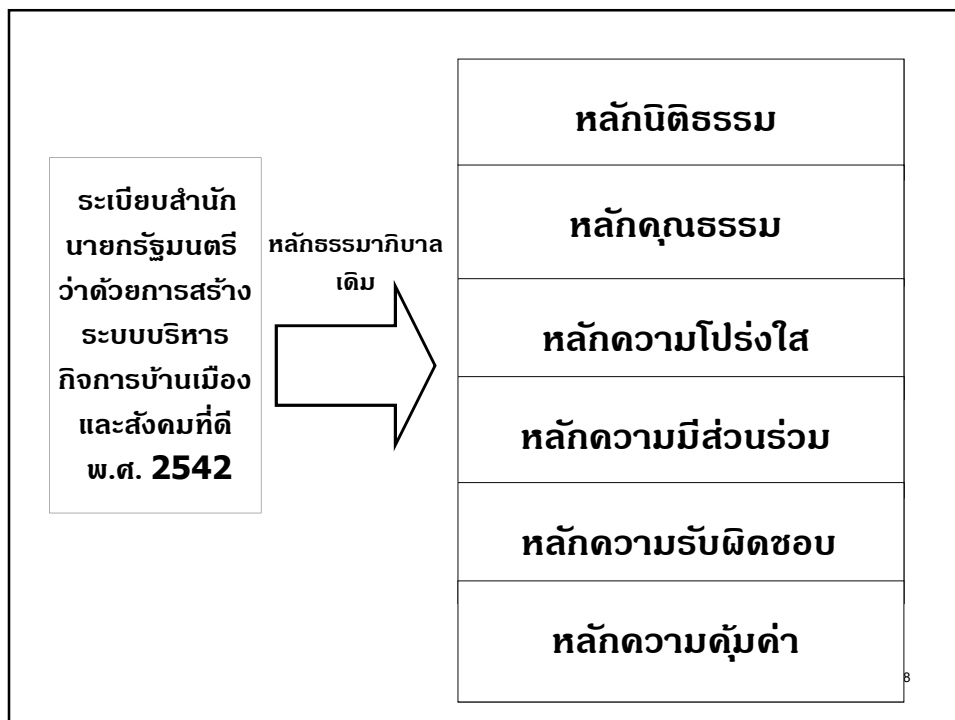 ระเบียบสำนัก
นายกรัฐมนตรี
ว่าด้วยการสร้าง
ระบบบริหาร
กิจการบ้านเมือง
และสังคมที่ดี
พ.ศ. 2542
หลักธรรมาภิบาล
เดิม
หลักนิติธรรม
หลักคุณธรรม
หลักความโปร่งใส
หลักความมีส่วนร่วม
หลักความรับผิดชอบ
หลักความคุ้มค่า
8